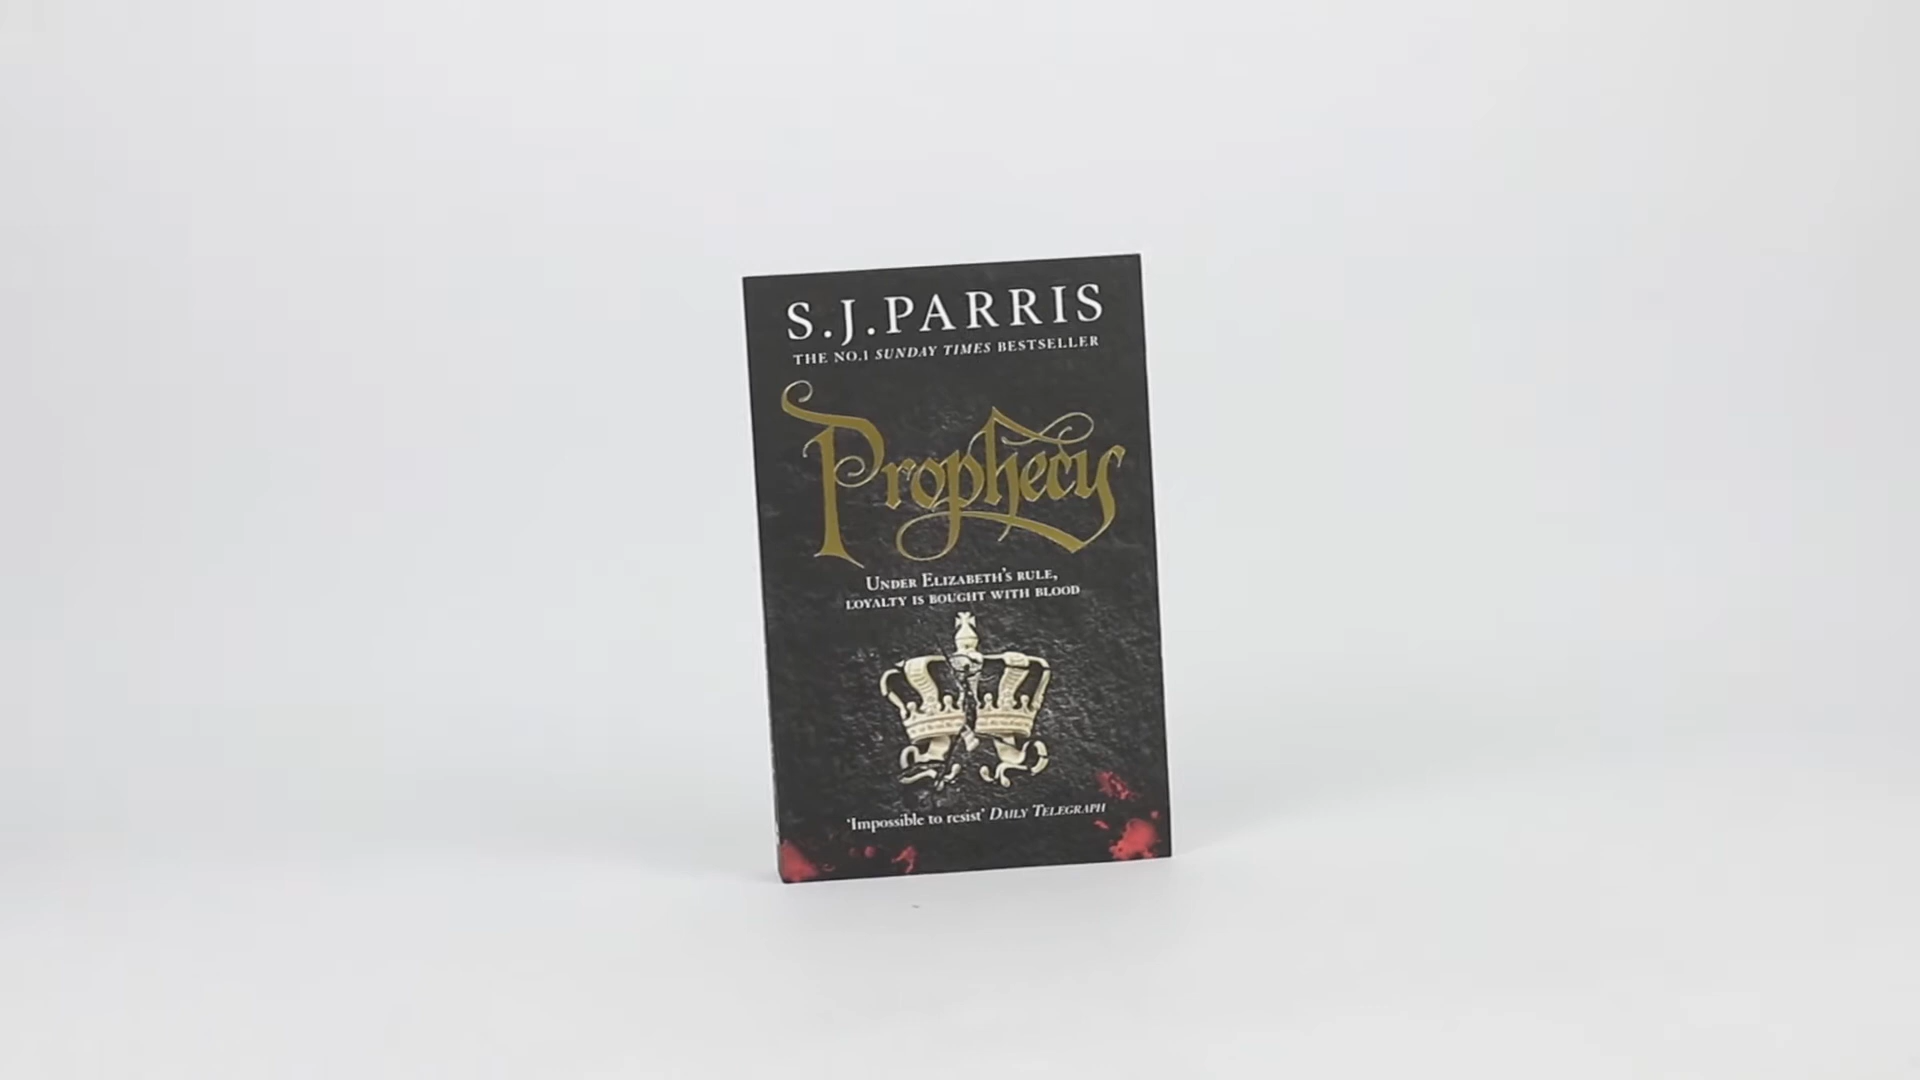 S.J.PARRIS
THE NO.1 SUNDAY TIMES BESTSELLER
Prophecy
UNDER ELIZABETH'S RULE,
LOYALTY IS BOUGHT WITH BLOOD
'Impossible to resist' DAILY TELEGRAPH